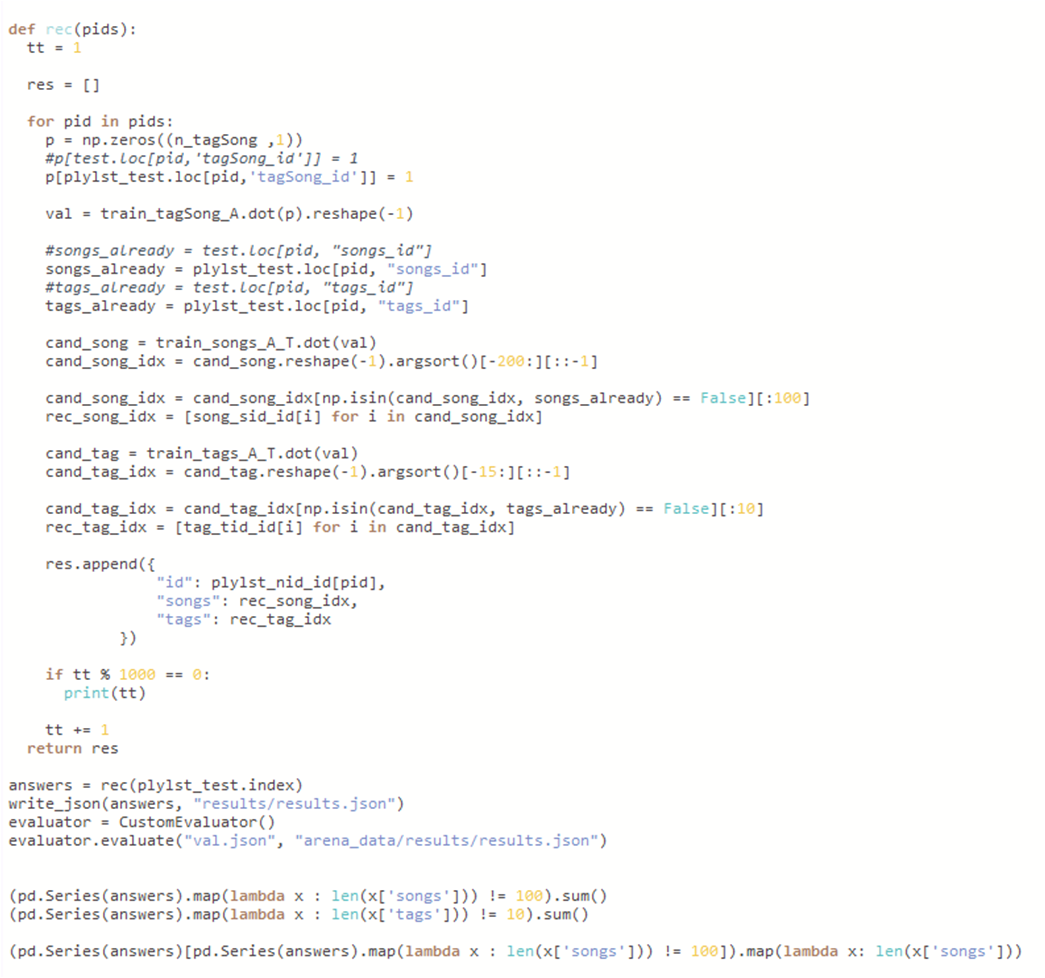 def rec(pids):
  tt = 1
  res = []
  for pid in pids:
    p = np.zeros((n_tagSong ,1))
    #p[test.loc[pid,'tagSong_id']] = 1
    p[plylst_test.loc[pid,'tagSong_id']] = 1
    val = train_tagSong_A.dot(p).reshape(-1)
    #songs_already = test.loc[pid, "songs_id"]
    songs_already = plylst_test.loc[pid, "songs_id"]
    #tags_already = test.loc[pid, "tags_id"]
    tags_already = plylst_test.loc[pid, "tags_id"]
    cand_song = train_songs_A_T.dot(val)
    cand_song_idx = cand_song.reshape(-1).argsort()[-200:][::-1]
    cand_song_idx = cand_song_idx[np.isin(cand_song_idx, songs_already) == False][:100]
    rec_song_idx = [song_sid_id[i] for i in cand_song_idx]
    cand_tag = train_tags_A_T.dot(val)
    cand_tag_idx = cand_tag.reshape(-1).argsort()[-15:][::-1]
    cand_tag_idx = cand_tag_idx[np.isin(cand_tag_idx, tags_already) == False][:10]
    rec_tag_idx = [tag_tid_id[i] for i in cand_tag_idx]
    res.append({
                "id": plylst_nid_id[pid],
                "songs": rec_song_idx,
                "tags": rec_tag_idx
            })
    if tt % 1000 == 0:
      print(tt)
    tt += 1
  return res
answers = rec(plylst_test.index)
write_json(answers, "results/results.json")
evaluator = CustomEvaluator()
evaluator.evaluate("val.json", "arena_data/results/results.json")
(pd.Series(answers).map(lambda x : len(x['songs'])) != 100).sum()
(pd.Series(answers).map(lambda x : len(x['tags'])) != 10).sum()
(pd.Series(answers)[pd.Series(answers).map(lambda x : len(x['songs'])) != 100]).map(lambda x: len(x['songs']))